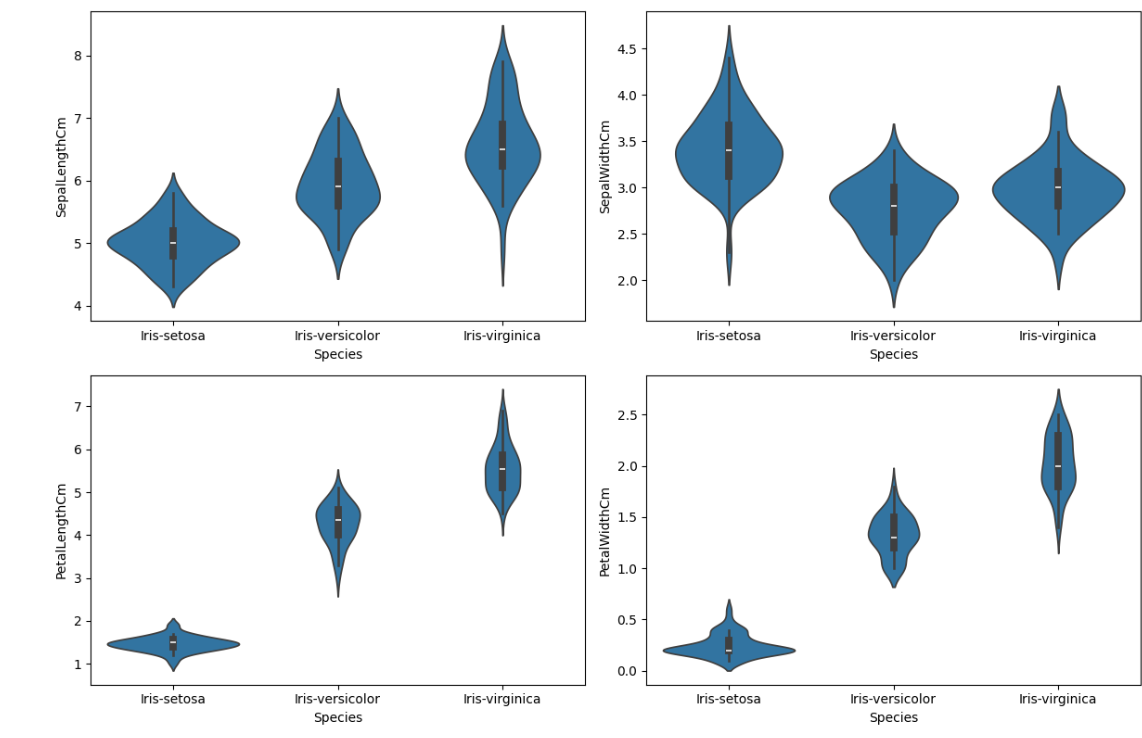 SepalLengthCm
8
7
6
5
4
Iris-setosa Iris-versicolor Iris-virginica
Species
SepalWidthCm
4.5
4.0
3.5
3.0
2.5
2.0
Iris-setosa Iris-versicolor Iris-virginica
Species
PetalLengthCm
7
6
5
4
3
2
1
Iris-setosa Iris-versicolor Iris-virginica
Species
PetalWidthCm
2.5
2.0
1.5
1.0
0.5
0.0
Iris-setosa Iris-versicolor Iris-virginica
Species